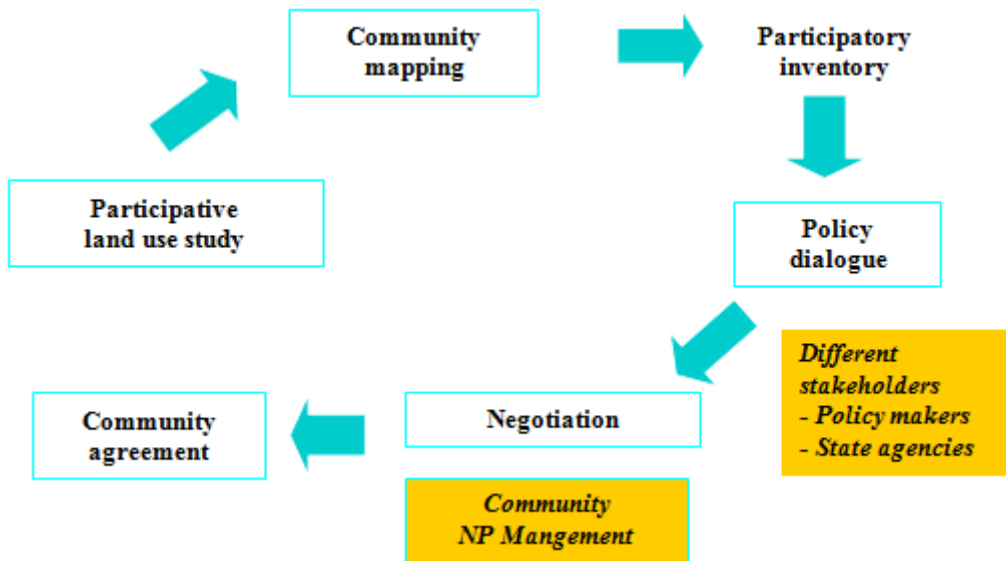 Community
mapping
Participatory
inventory
Participative
land use study
Policy
dialogue
Different
stakeholders
- Policy makers
- State agencies
Community
agreement
Negotiation
Community
NP Mangement